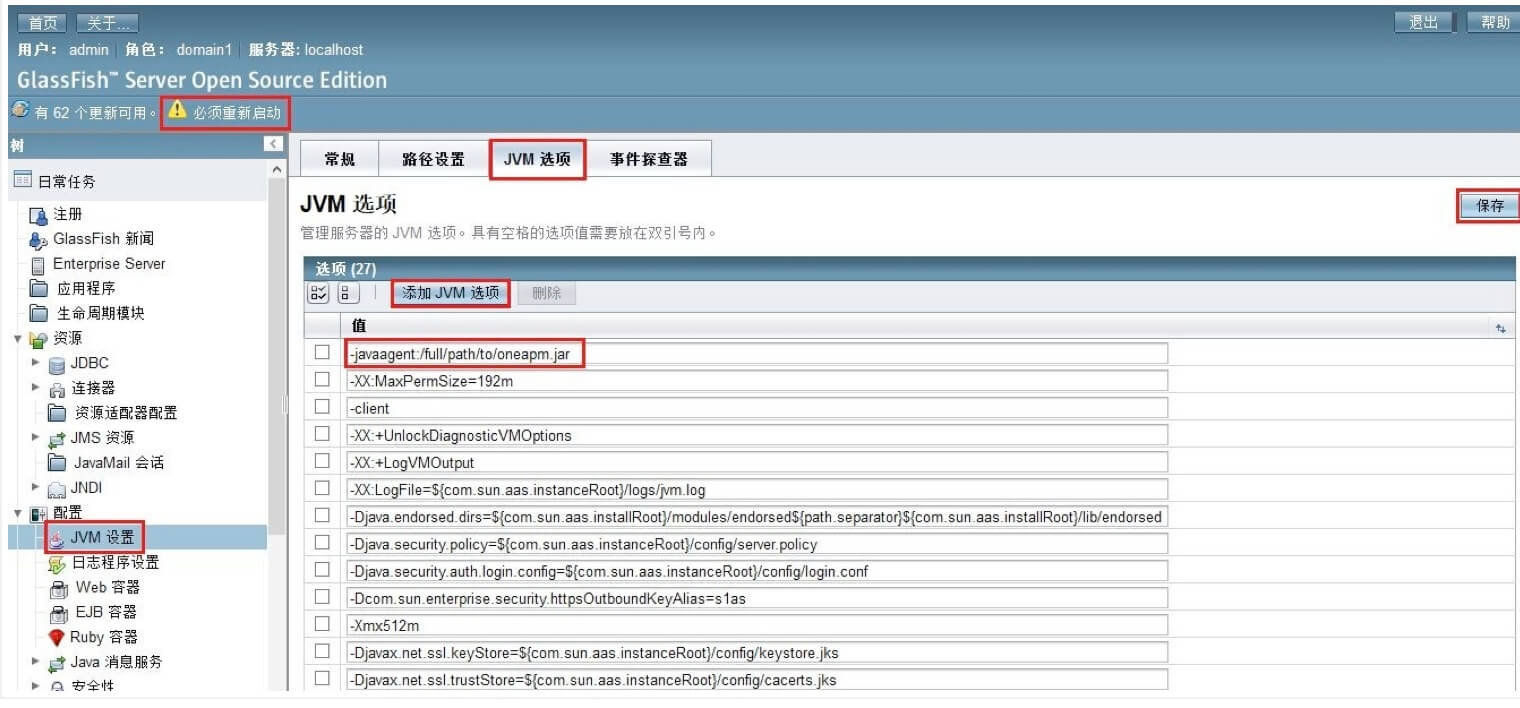 首页 关于... 退出 帮助
用户： admin 角色： domain1 服务器: localhost
GlassFish™ Server Open Source Edition
有 62 个更新可用。 必须重新启动
树
日常任务
注册
GlassFish 新闻
Enterprise Server
应用程序
生命周期模块
资源
JDBC
连接器
资源适配器配置
JMS 资源
JavaMail 会话
JNDI
配置
JVM 设置
日志程序设置
Web 容器
EJB 容器
Ruby 容器
Java 消息服务
安全性
常规 路径设置 JVM 选项 事件探查器
JVM 选项
保存
管理服务器的 JVM 选项。具有空格的选项值需要放在双引号内。
选项 (27)
添加 JVM 选项 删除
值
-javaagent:/full/path/to/oneapm.jar
-XX:MaxPermSize=192m
-client
-XX:+UnlockDiagnosticVMOptions
-XX:+LogVMOutput
-XX:LogFile=${com.sun.aas.instanceRoot}/logs/jvm.log
-Djava.endorsed.dirs=${com.sun.aas.installRoot}/modules/endorsed${path.separator}${com.sun.aas.installRoot}/lib/endorsed
-Djava.security.policy=${com.sun.aas.instanceRoot}/config/server.policy
-Djava.security.auth.login.config=${com.sun.aas.instanceRoot}/config/login.conf
-Dcom.sun.enterprise.security.httpsOutboundKeyAlias=s1as
-Xmx512m
-Djavax.net.ssl.keyStore=${com.sun.aas.instanceRoot}/config/keystore.jks
-Djavax.net.ssl.trustStore=${com.sun.aas.instanceRoot}/config/cacerts.jks